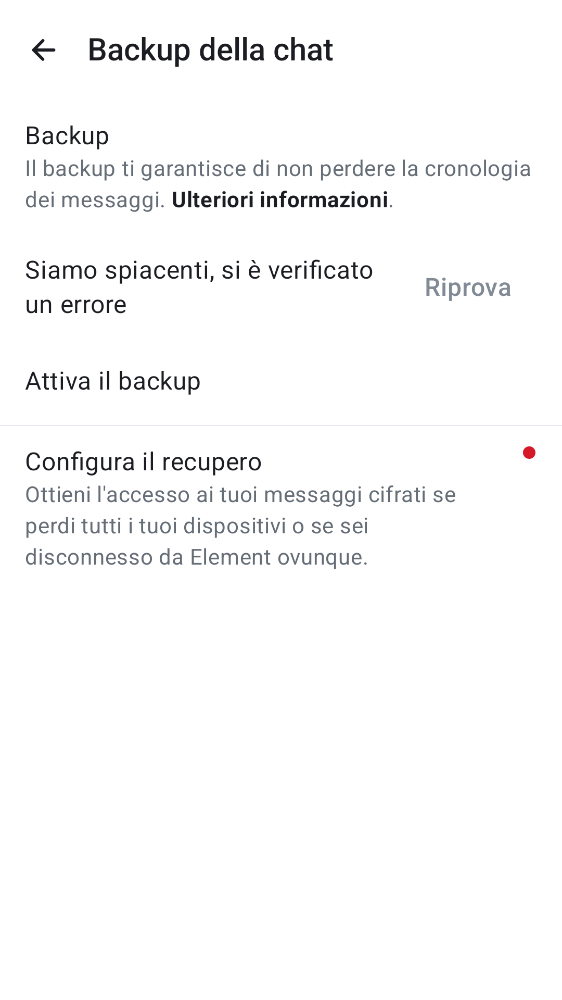 Backup della chat
Backup
Il backup ti garantisce di non perdere la cronologia
dei messaggi. Ulteriori informazioni.
Siamo spiacenti, si è verificato
un errore
Riprova
Attiva il backup
Configura il recupero
Ottieni l'accesso ai tuoi messaggi cifrati se
perdi tutti i tuoi dispositivi o se sei
disconnesso da Element ovunque.